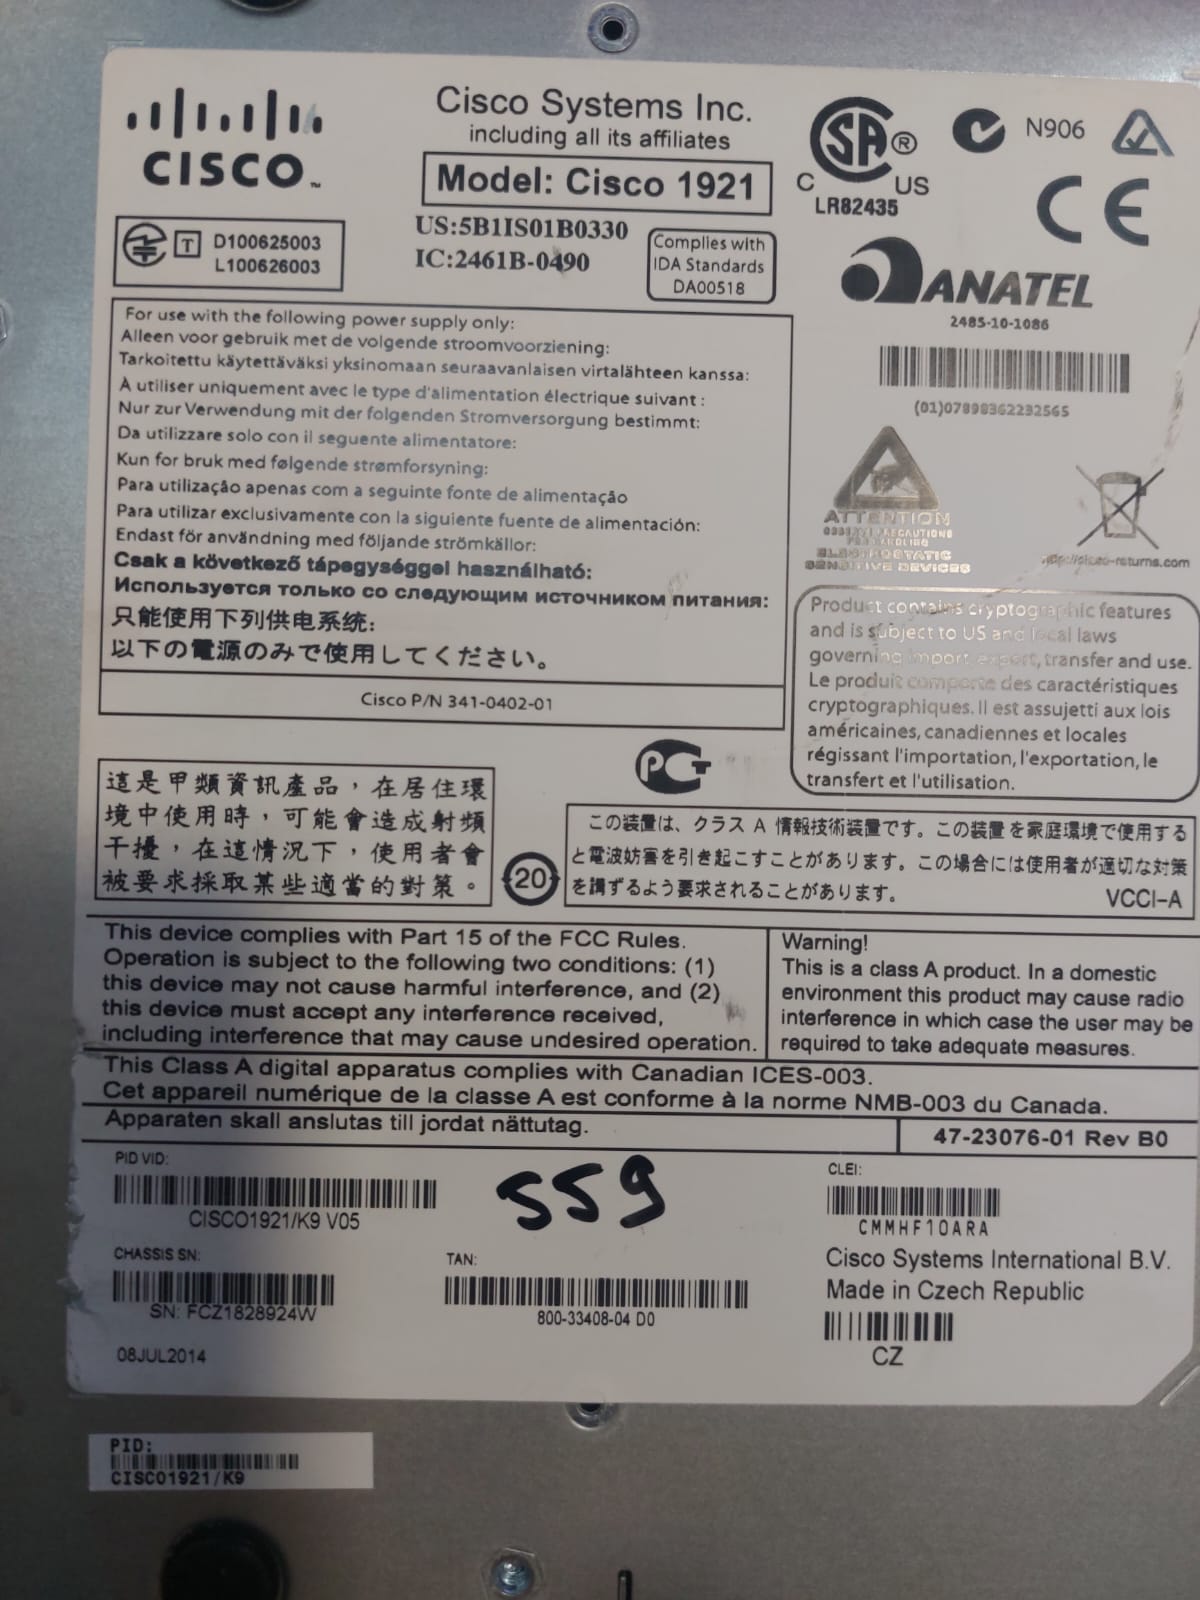 CISCO™
Cisco Systems Inc.
including all its affiliates
Model: Cisco 1921
US:5B1IS01B0330
IC:2461B-0490
Complies with
IDA Standards
DA00518
T D100625003
L100626003
SA®
C US
LR82435
N906
CE
ANATEL
2485-10-1086
(01)07898362232565
For use with the following power supply only:
Alleen voor gebruik met de volgende stroomvoorziening:
Tarkoitettu käytettäväksi yksinomaan seuraavanlaisen virtalähteen kanssa:
À utiliser uniquement avec le type d'alimentation électrique suivant :
Nur zur Verwendung mit der folgenden Stromversorgung bestimmt:
Da utilizzare solo con il seguente alimentatore:
Kun for bruk med følgende strømforsyning:
Para utilização apenas com a seguinte fonte de alimentação
Para utilizar exclusivamente con la siguiente fuente de alimentación:
Endast för användning med följande strömkällor:
Csak a következő tápegységgel használható:
Используется только со следующим источником питания:
只能使用下列供电系统:
以下の電源のみで使用してください。
Cisco P/N 341-0402-01
ATTENTION
OBSERVE PRECAUTIONS
FOR HANDLING
ELECTROSTATIC
SENSITIVE DEVICES
http://cisco-returns.com
Product contains cryptographic features
and is subject to US and local laws
governing import, export, transfer and use.
Le produit comporte des caractéristiques
cryptographiques. Il est assujetti aux lois
américaines, canadiennes et locales
régissant l'importation, l'exportation, le
transfert et l'utilisation.
這是甲類資訊產品，在居住環
境中使用時，可能會造成射頻
干擾，在這情況下，使用者會
被要求採取某些適當的對策。
20
この装置は、クラス A 情報技術装置です。この装置を家庭環境で使用する
と電波妨害を引き起こすことがあります。この場合には使用者が適切な対策
を講ずるよう要求されることがあります。
VCCI-A
This device complies with Part 15 of the FCC Rules.
Operation is subject to the following two conditions: (1)
this device may not cause harmful interference, and (2)
this device must accept any interference received,
including interference that may cause undesired operation.
Warning!
This is a class A product. In a domestic
environment this product may cause radio
interference in which case the user may be
required to take adequate measures.
This Class A digital apparatus complies with Canadian ICES-003.
Cet appareil numérique de la classe A est conforme à la norme NMB-003 du Canada.
Apparaten skall anslutas till jordat nättutag.
47-23076-01 Rev B0
PID VID:
CISCO1921/K9 V05
559
CLEI:
CMMHF10ARA
CHASSIS SN:
SN: FCZ1828924W
TAN:
800-33408-04 D0
Cisco Systems International B.V.
Made in Czech Republic
CZ
08JUL2014
PID:
CISCO1921/K9